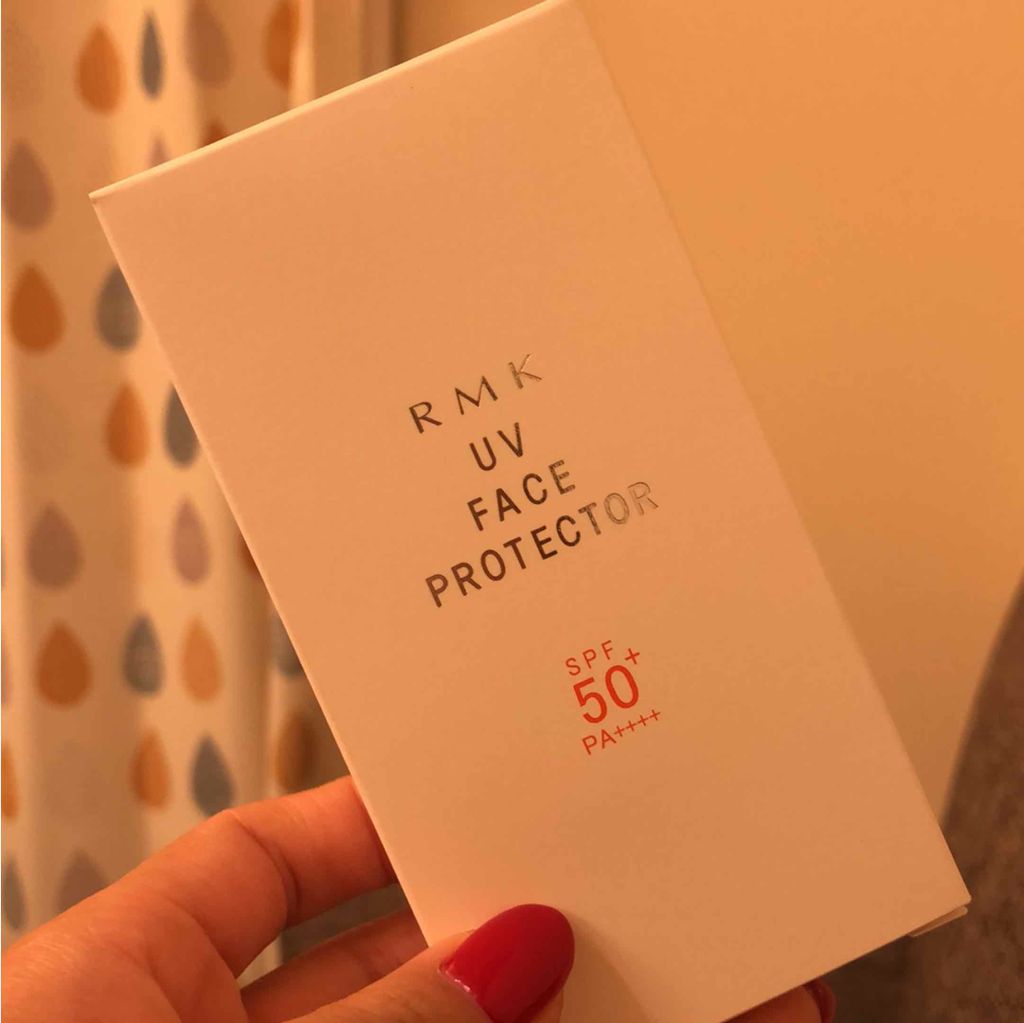 RMK
UV
FACE
PROTECTOR
SPF
50+
PA++++